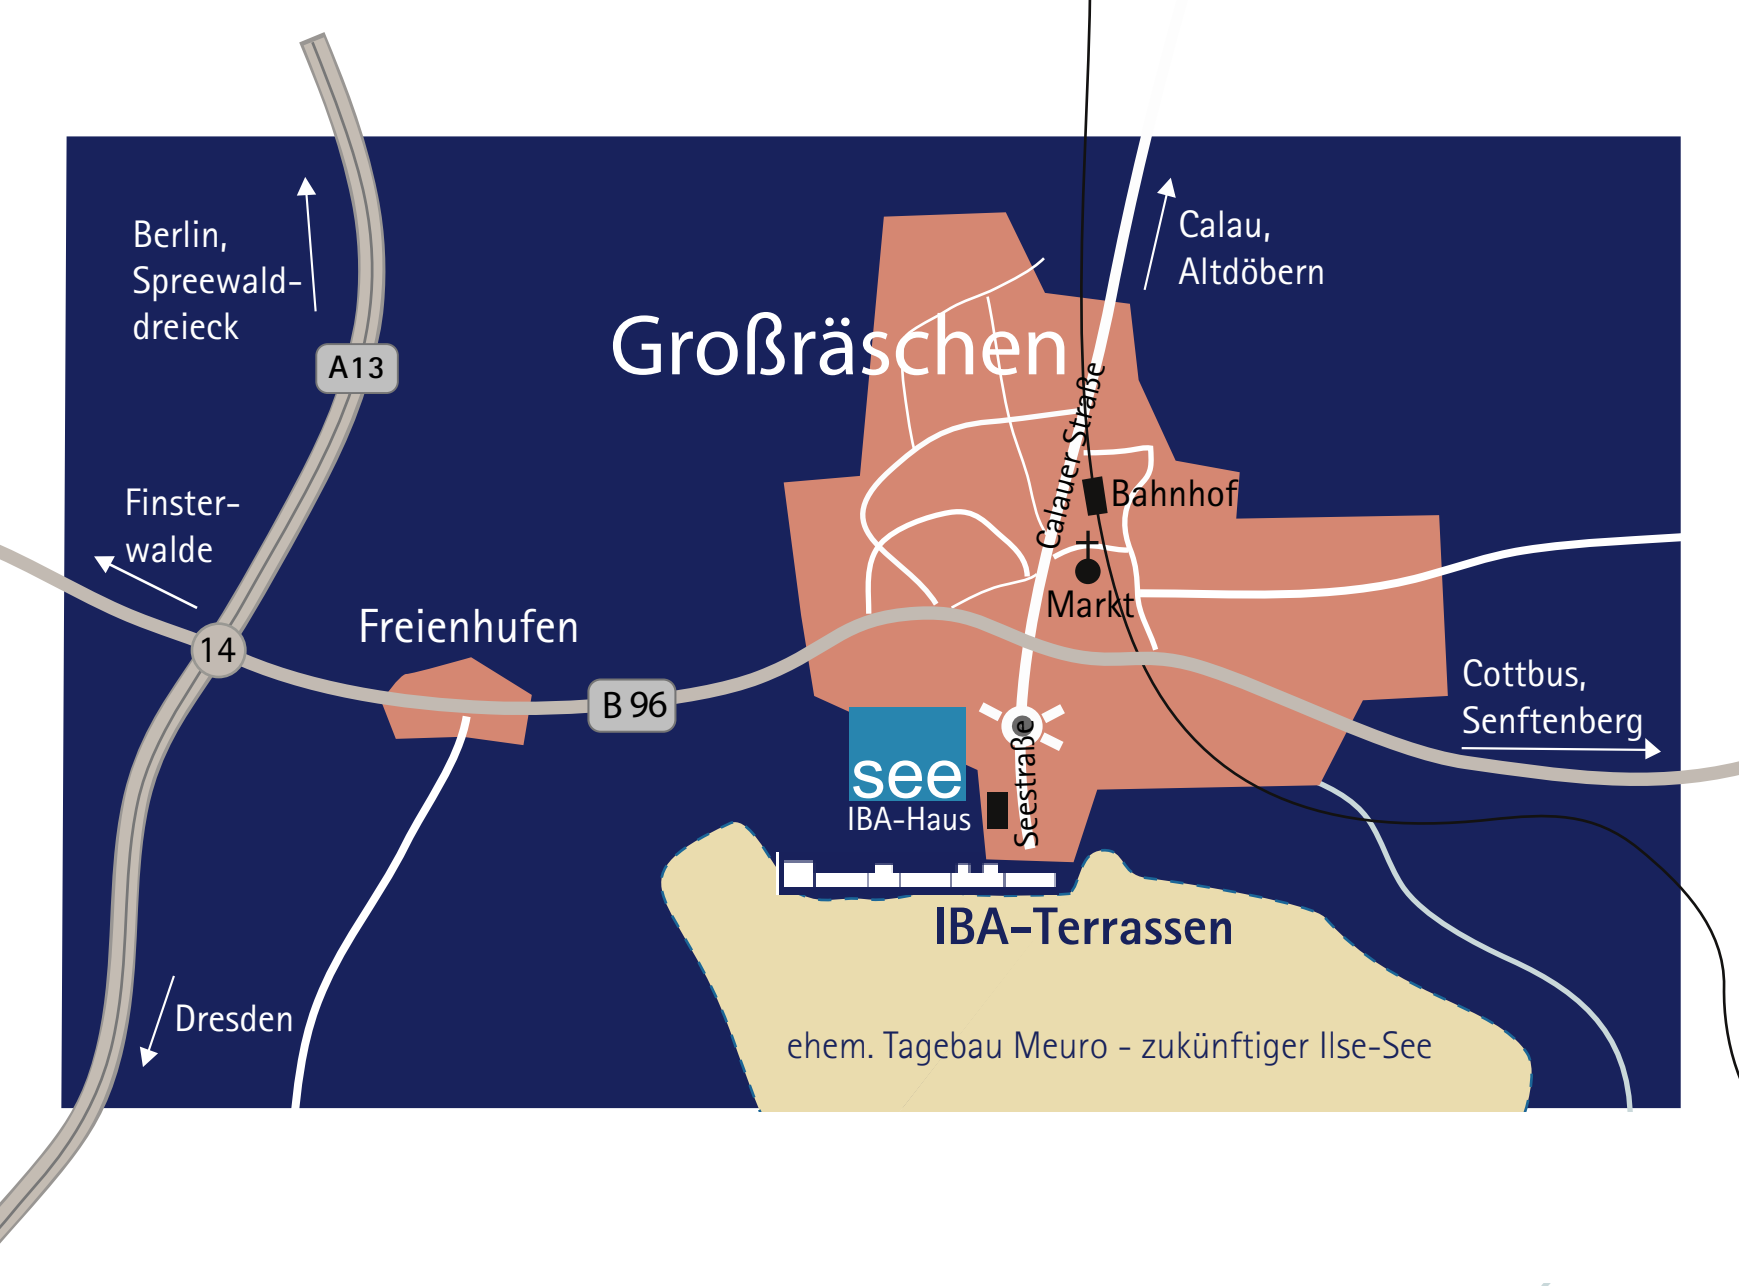 Berlin,
Spreewald-
dreieck
Calau,
Altdöbern
Großräschen
A13
Calauer Straße
Finster-
walde
Bahnhof
Markt
Freienhufen
14
B 96
Cottbus,
Senftenberg
see
IBA-Haus
Seestraße
IBA-Terrassen
Dresden
ehem. Tagebau Meuro - zukünftiger Ilse-See